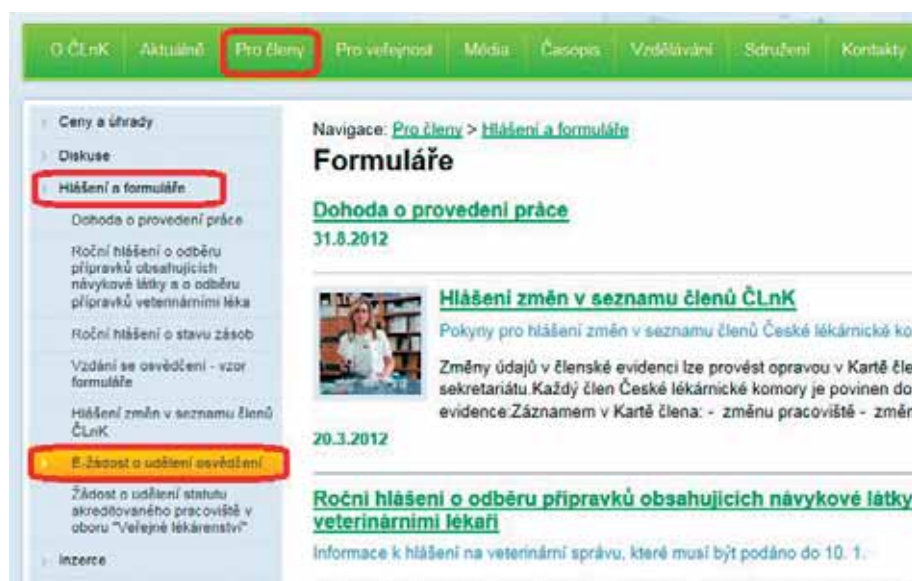 O ČLnK Aktuálně Pro členy Pro veřejnost Média Časopis Vzdělávání Sdružení Kontakty
Ceny a úhrady
Diskuse
Hlášení a formuláře
Dohoda o provedení práce
Roční hlášení o odběru
přípravků obsahujících
návykové látky a o odběru
přípravků veterinárními léka
Roční hlášení o stavu zásob
Vzdání se osvědčení - vzor
formuláře
Hlášení změn v seznamu členů
ČLnK
E-žádost o udělení osvědčení
Žádost o udělení statutu
akreditovaného pracoviště v
oboru "Veřejné lékárenství"
Inzerce
Navigace: Pro členy > Hlášení a formuláře
Formuláře
Dohoda o provedení práce
31.8.2012
Hlášení změn v seznamu členů ČLnK
Pokyny pro hlášení změn v seznamu členů České lékárnické ko
Změny údajů v členské evidenci lze provést opravou v Kartě čle
sekretariátu.Každý člen České lékárnické komory je povinen do
evidence:Záznamem v Kartě člena: - změnu pracoviště - změn
20.3.2012
Roční hlášení o odběru přípravků obsahujících návykové látky
veterinárními lékaři
Informace k hlášení na veterinární správu, které musí být podáno do 10. 1.